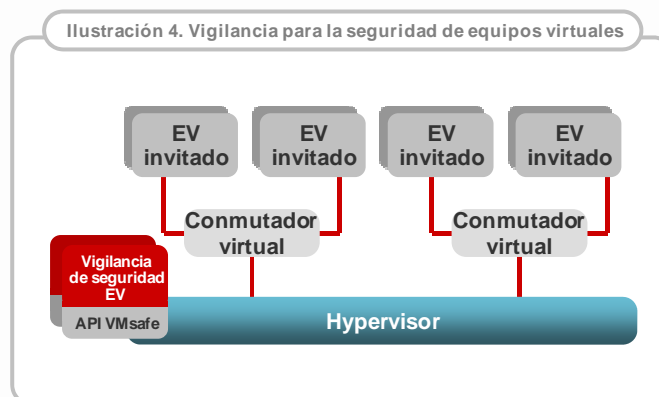 Ilustración 4. Vigilancia para la seguridad de equipos virtuales
EV
invitado
EV
invitado
EV
invitado
EV
invitado
Conmutador
virtual
Conmutador
virtual
Vigilancia
de seguridad
EV
API VMsafe
Hypervisor